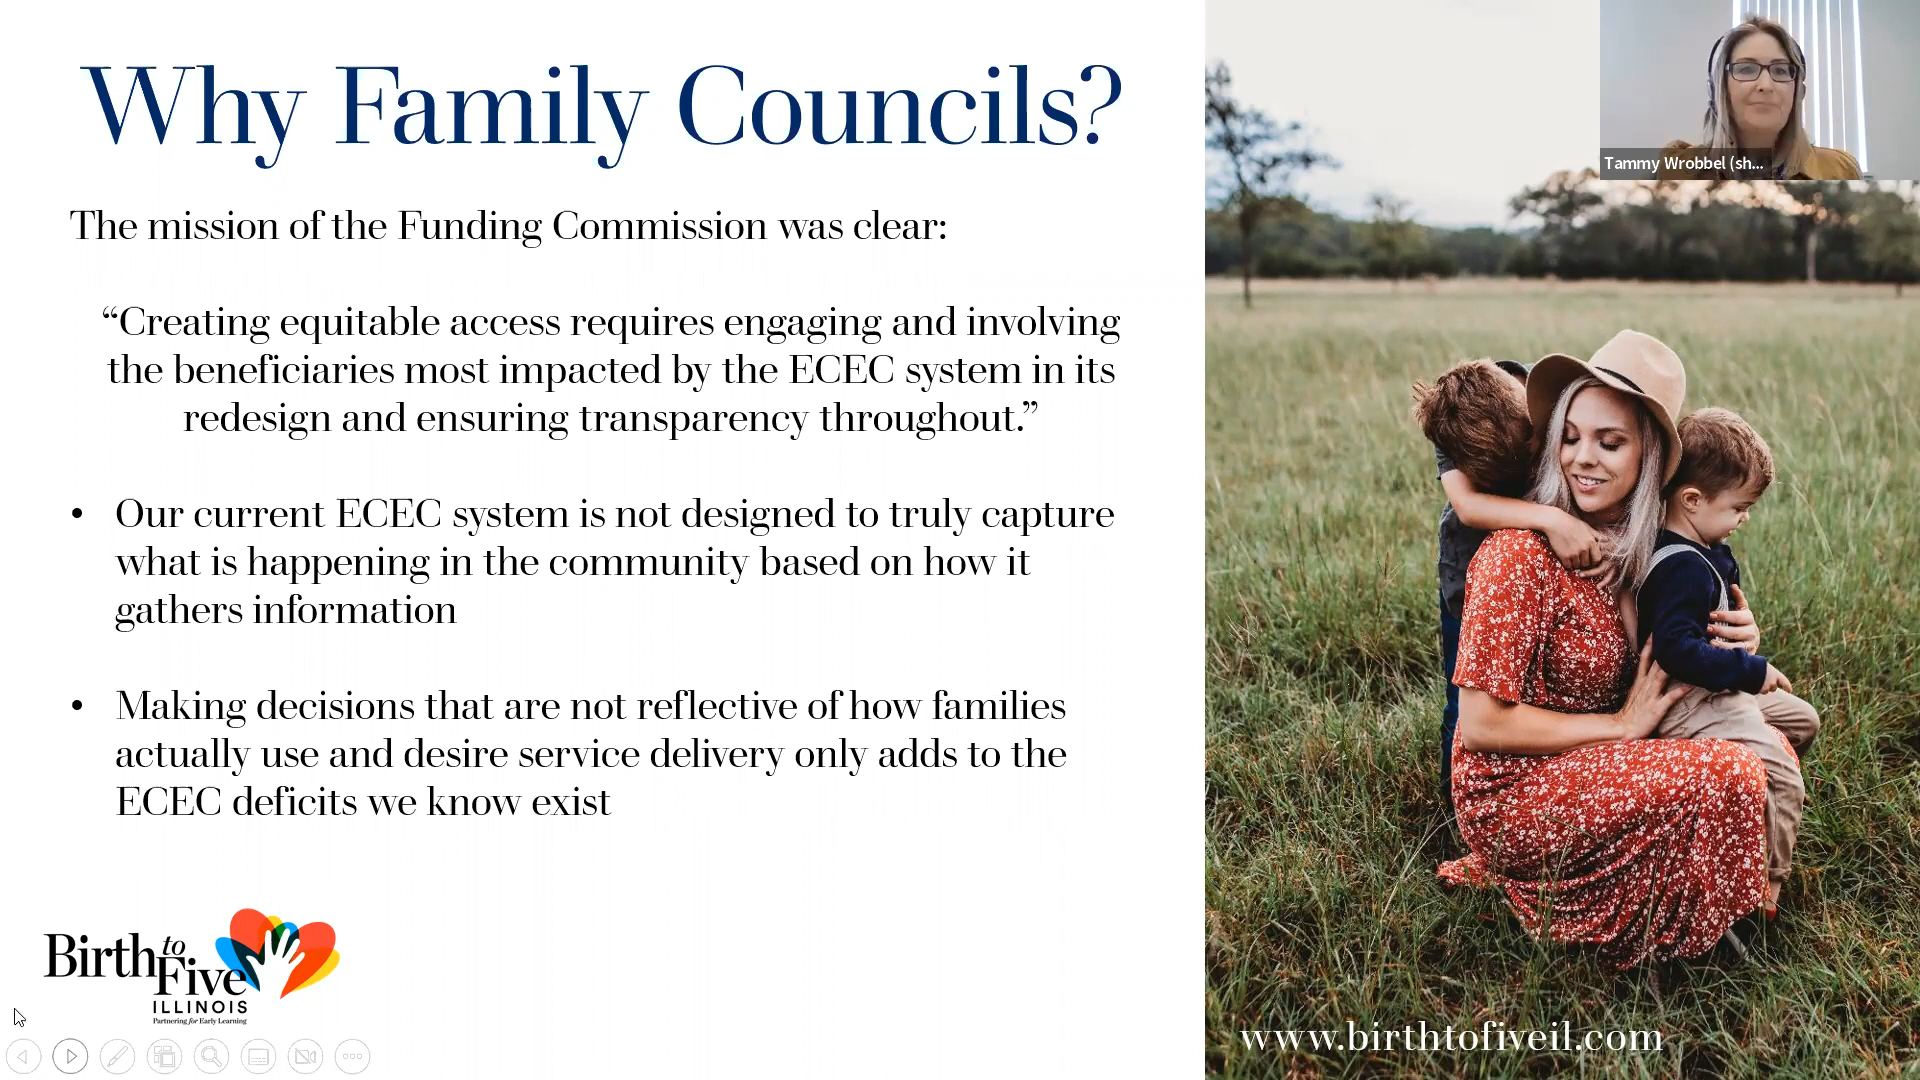 Why Family Councils?
Tammy Wrobbel (sh...
The mission of the Funding Commission was clear:
“Creating equitable access requires engaging and involving
the beneficiaries most impacted by the ECEC system in its
redesign and ensuring transparency throughout.”
• Our current ECEC system is not designed to truly capture
what is happening in the community based on how it
gathers information
• Making decisions that are not reflective of how families
actually use and desire service delivery only adds to the
ECEC deficits we know exist
Birth to Five
ILLINOIS
Partnering for Early Learning
www.birthtofiveil.com